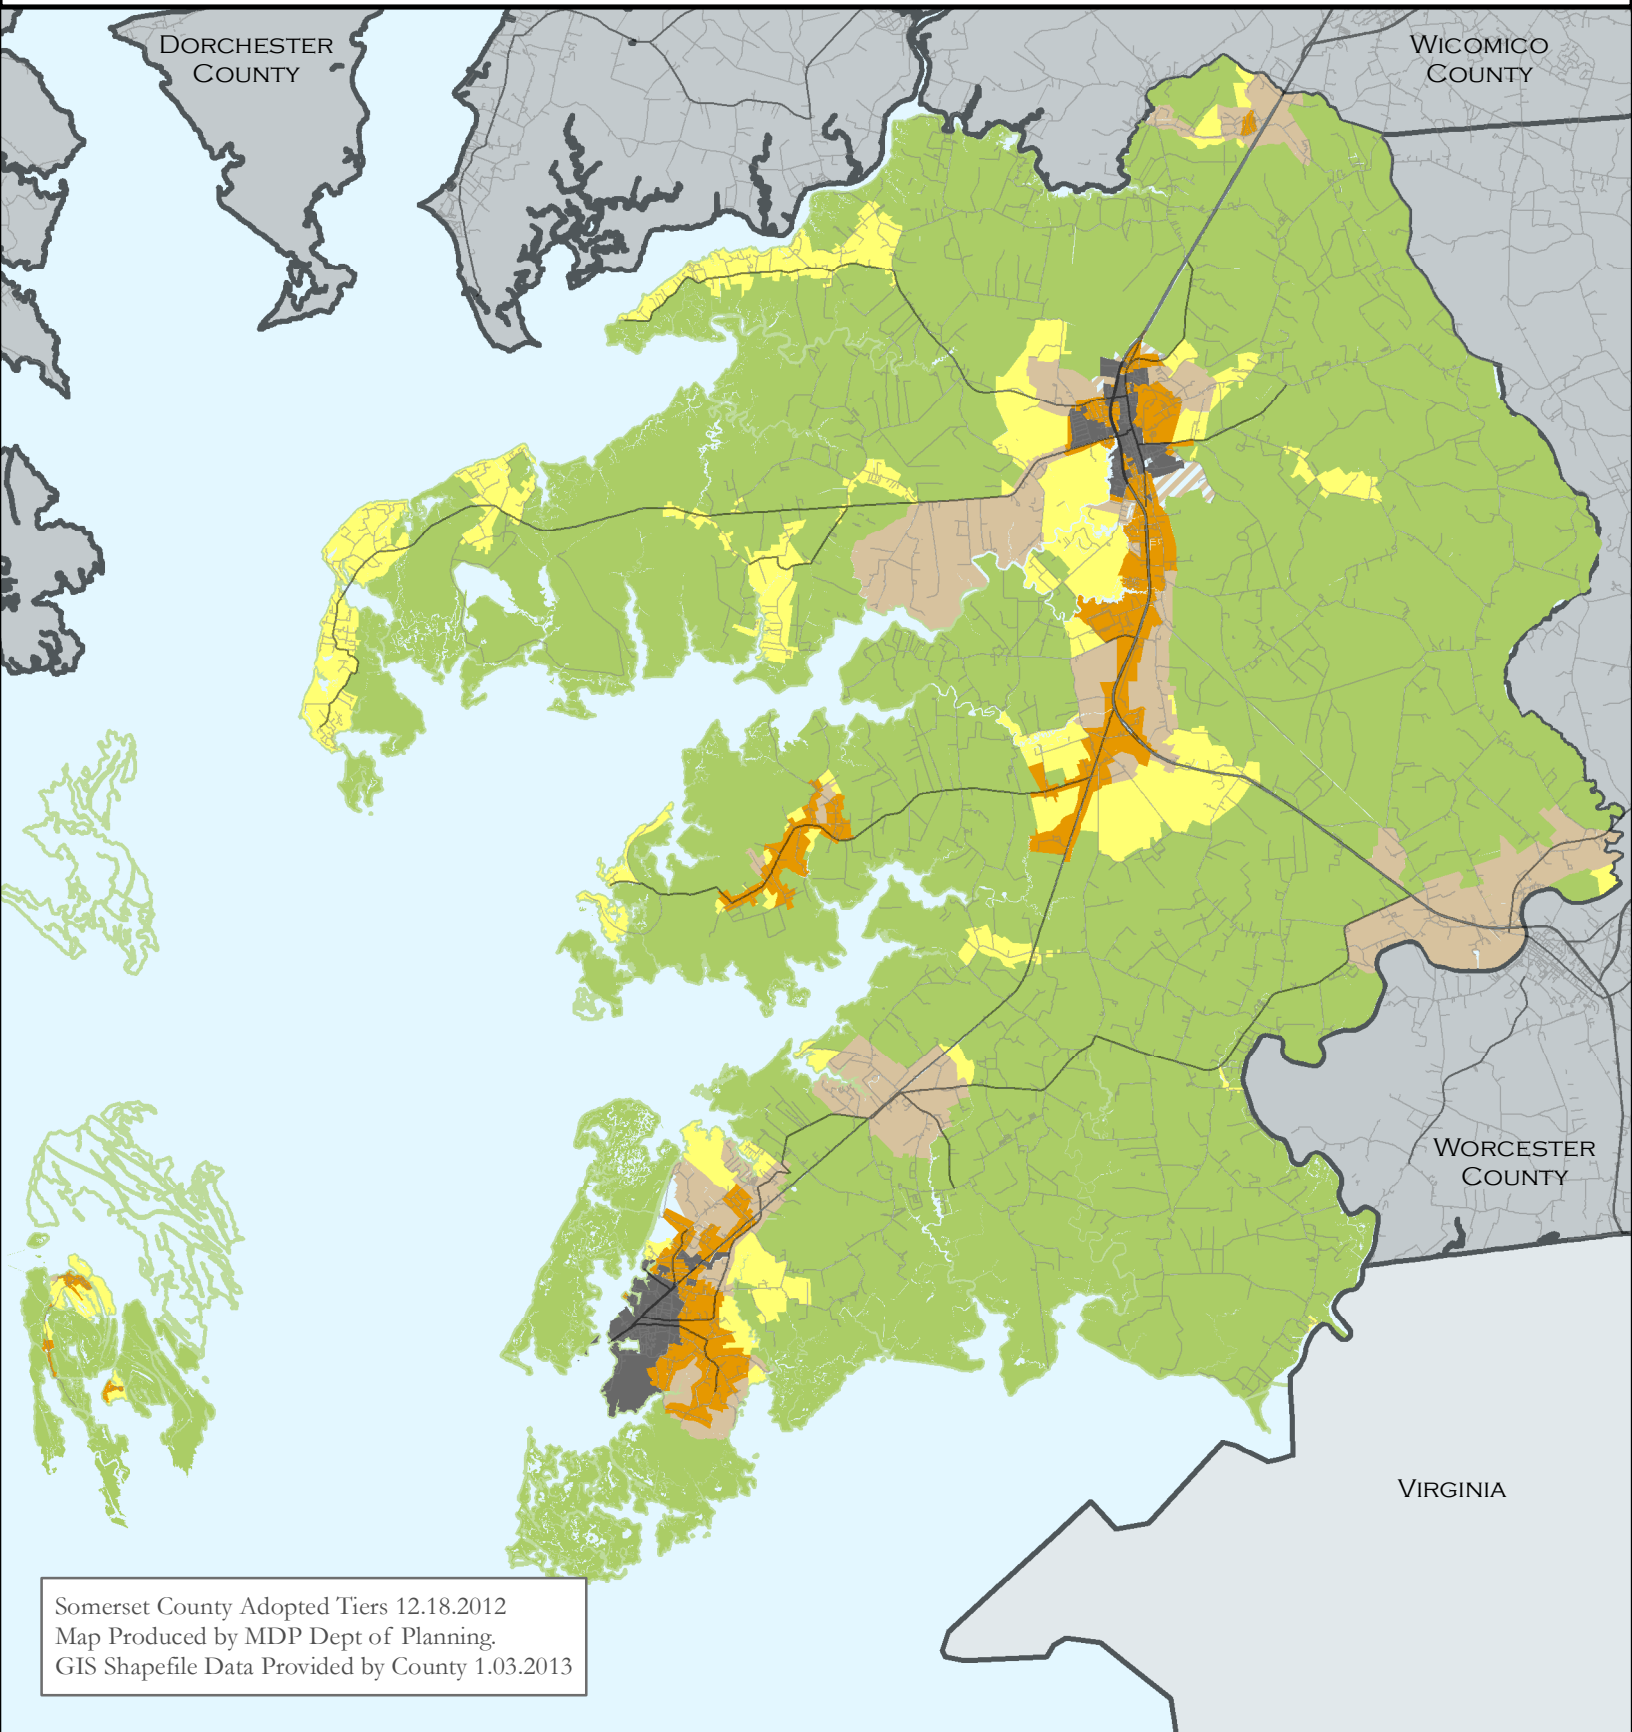 DORCHESTER
COUNTY
WICOMICO
COUNTY
WORCESTER
COUNTY
VIRGINIA
Somerset County Adopted Tiers 12.18.2012
Map Produced by MDP Dept of Planning.
GIS Shapefile Data Provided by County 1.03.2013